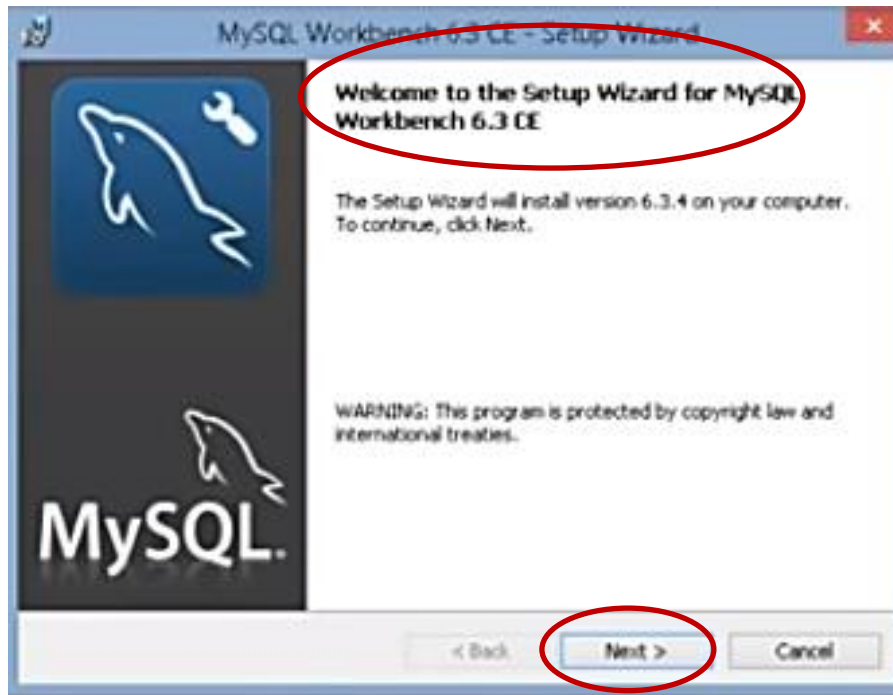 MySQL Workbench 6.3 CE - Setup Wizard
Welcome to the Setup Wizard for MySQL
Workbench 6.3 CE
The Setup Wizard will install version 6.3.4 on your computer.
To continue, click Next.
WARNING: This program is protected by copyright law and
international treaties.
MySQL.
< Back
Next >
Cancel